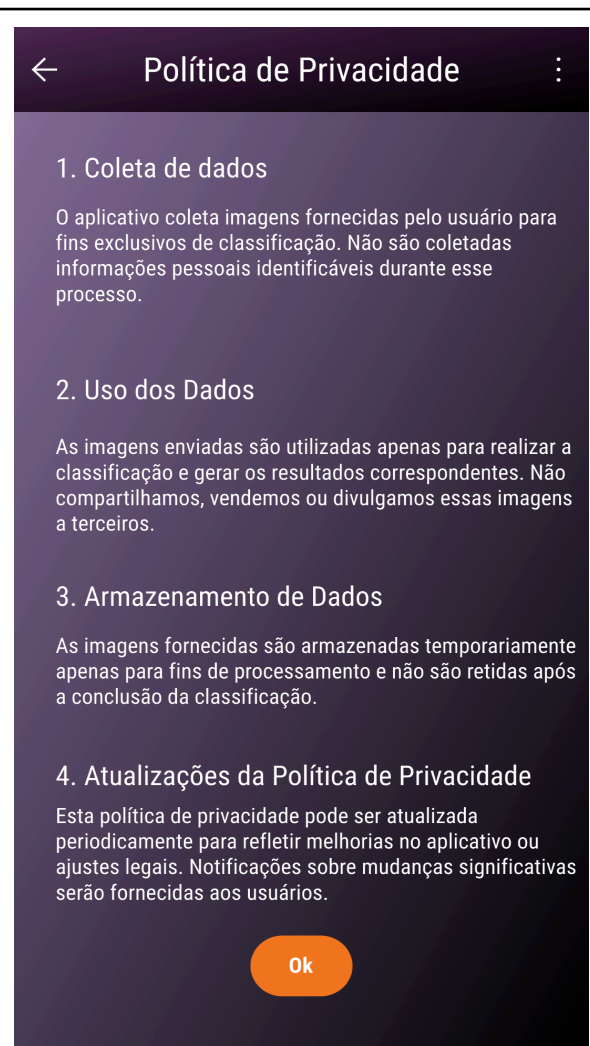 Política de Privacidade
1. Coleta de dados
O aplicativo coleta imagens fornecidas pelo usuário para
fins exclusivos de classificação. Não são coletadas
informações pessoais identificáveis durante esse
processo.
2. Uso dos Dados
As imagens enviadas são utilizadas apenas para realizar a
classificação e gerar os resultados correspondentes. Não
compartilhamos, vendemos ou divulgamos essas imagens
a terceiros.
3. Armazenamento de Dados
As imagens fornecidas são armazenadas temporariamente
apenas para fins de processamento e não são retidas após
a conclusão da classificação.
4. Atualizações da Política de Privacidade
Esta política de privacidade pode ser atualizada
periodicamente para refletir melhorias no aplicativo ou
ajustes legais. Notificações sobre mudanças significativas
serão fornecidas aos usuários.
Ok